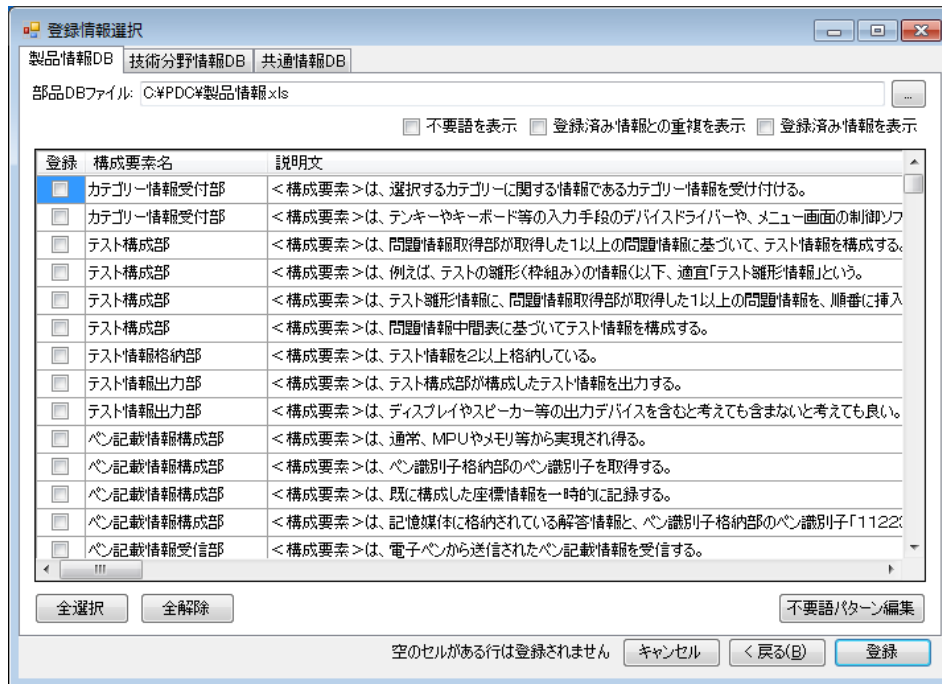 登録情報選択
製品情報DB 技術分野情報DB 共通情報DB
部品DBファイル: C:¥PDC¥製品情報.xls ...
不要語を表示 登録済み情報との重複を表示 登録済み情報を表示
登録 構成要素名 説明文
カテゴリー情報受付部 <構成要素>は、選択するカテゴリーに関する情報であるカテゴリー情報を受け付ける。
カテゴリー情報受付部 <構成要素>は、テンキーやキーボード等の入力手段のデバイスドライバーや、メニュー画面の制御ソフ
テスト構成部 <構成要素>は、問題情報取得部が取得した1以上の問題情報に基づいて、テスト情報を構成する。
テスト構成部 <構成要素>は、例えば、テストの雛形(枠組み)の情報(以下、適宜「テスト雛形情報」という。
テスト構成部 <構成要素>は、テスト雛形情報に、問題情報取得部が取得した1以上の問題情報を、順番に挿入
テスト構成部 <構成要素>は、問題情報中間表に基づいてテスト情報を構成する。
テスト情報格納部 <構成要素>は、テスト情報を2以上格納している。
テスト情報出力部 <構成要素>は、テスト構成部が構成したテスト情報を出力する。
テスト情報出力部 <構成要素>は、ディスプレイやスピーカー等の出力デバイスを含むと考えても含まないと考えても良い。
ペン記載情報構成部 <構成要素>は、通常、MPUやメモリ等から実現され得る。
ペン記載情報構成部 <構成要素>は、ペン識別子格納部のペン識別子を取得する。
ペン記載情報構成部 <構成要素>は、既に構成した座標情報を一時的に記録する。
ペン記載情報構成部 <構成要素>は、記憶媒体に格納されている解答情報と、ペン識別子格納部のペン識別子「11223
ペン記載情報受信部 <構成要素>は、電子ペンから送信されたペン記載情報を受信する。
全選択 全解除 不要語パターン編集
空のセルがある行は登録されません キャンセル < 戻る(B) 登録